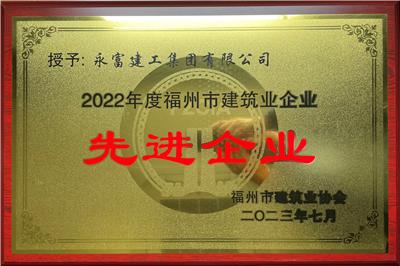 授予：永富建工集团有限公司
2022年度福州市建筑业企业
先进企业
福州市建筑业协会
二〇二三年七月